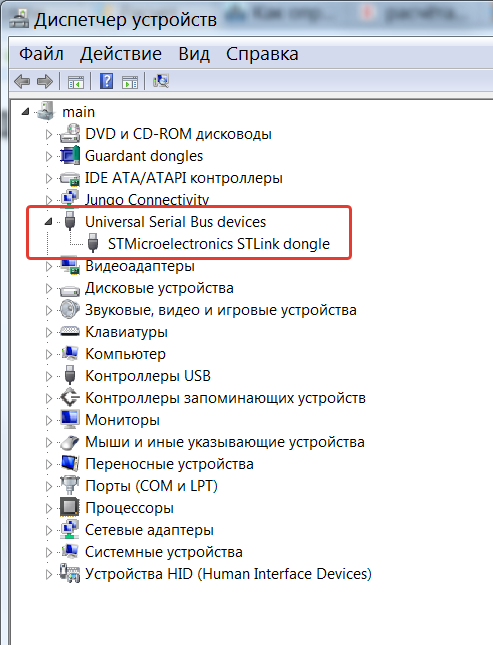 Как опр...
расчёта...
Диспетчер устройств
Файл Действие Вид Справка
main
DVD и CD-ROM дисководы
Guardant dongles
IDE ATA/ATAPI контроллеры
Jungo Connectivity
Universal Serial Bus devices
STMicroelectronics STLink dongle
Видеоадаптеры
Дисковые устройства
Звуковые, видео и игровые устройства
Клавиатуры
Компьютер
Контроллеры USB
Контроллеры запоминающих устройств
Мониторы
Мыши и иные указывающие устройства
Переносные устройства
Порты (COM и LPT)
Процессоры
Сетевые адаптеры
Системные устройства
Устройства HID (Human Interface Devices)